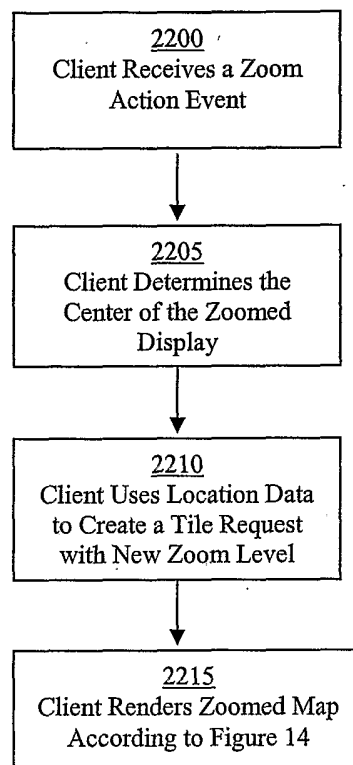 2200
Client Receives a Zoom
Action Event
2205
Client Determines the
Center of the Zoomed
Display
2210
Client Uses Location Data
to Create a Tile Request
with New Zoom Level
2215
Client Renders Zoomed Map
According to Figure 14